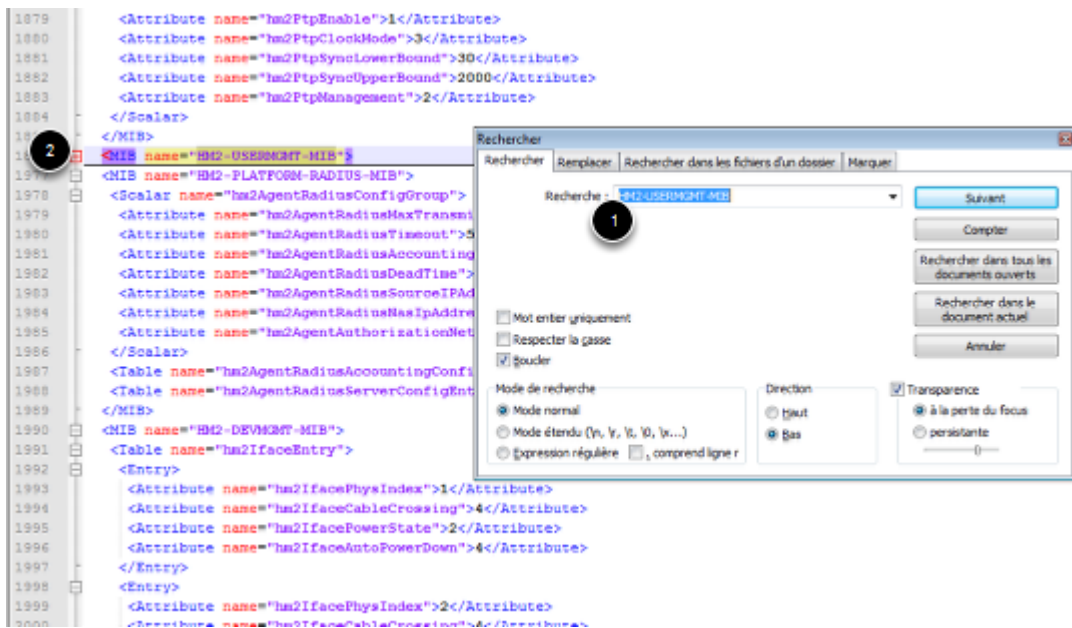 1879 <Attribute name="hm2PtpEnable">1</Attribute>
1880 <Attribute name="hm2PtpClockMode">3</Attribute>
1881 <Attribute name="hm2PtpSyncLowerBound">30</Attribute>
1882 <Attribute name="hm2PtpSyncUpperBound">2000</Attribute>
1883 <Attribute name="hm2PtpManagement">2</Attribute>
1884 </Scalar>
</MIB>
2 <MIB name="HM2-USERMGMT-MIB">
<MIB name="HM2-PLATFORM-RADIUS-MIB">
1978 <Scalar name="hm2AgentRadiusConfigGroup">
1979 <Attribute name="hm2AgentRadiusMaxTransmi
1980 <Attribute name="hm2AgentRadiusTimeout">5
1981 <Attribute name="hm2AgentRadiusAccounting
1982 <Attribute name="hm2AgentRadiusDeadTime">
1983 <Attribute name="hm2AgentRadiusSourceIPAd
1984 <Attribute name="hm2AgentRadiusNasIpAddre
1985 <Attribute name="hm2AgentAuthorizationNet
1986 </Scalar>
1987 <Table name="hm2AgentRadiusAccountingConfi
1988 <Table name="hm2AgentRadiusServerConfigEnt
1989 </MIB>
1990 <MIB name="HM2-DEVMGMT-MIB">
1991 <Table name="hm2IfaceEntry">
1992 <Entry>
1993 <Attribute name="hm2IfacePhysIndex">1</Attribute>
1994 <Attribute name="hm2IfaceCableCrossing">4</Attribute>
1995 <Attribute name="hm2IfacePowerState">2</Attribute>
1996 <Attribute name="hm2IfaceAutoPowerDown">4</Attribute>
1997 </Entry>
1998 <Entry>
1999 <Attribute name="hm2IfacePhysIndex">2</Attribute>
2000 <Attribute name="hm2IfaceCableCrossing">4</Attribute>
Rechercher
Rechercher Remplacer Rechercher dans les fichiers d'un dossier Marquer
Recherche : HM2-USERMGMT-MIB
1
Suivant
Compter
Rechercher dans tous les
documents ouverts
Rechercher dans le
document actuel
Annuler
Mot entier uniquement
Respecter la casse
Boucler
Mode de recherche
Mode normal
Mode étendu (\n, \r, \t, \0, \x...)
Expression régulière . comprend ligne r
Direction
Haut
Bas
Transparence
à la perte du focus
persistante